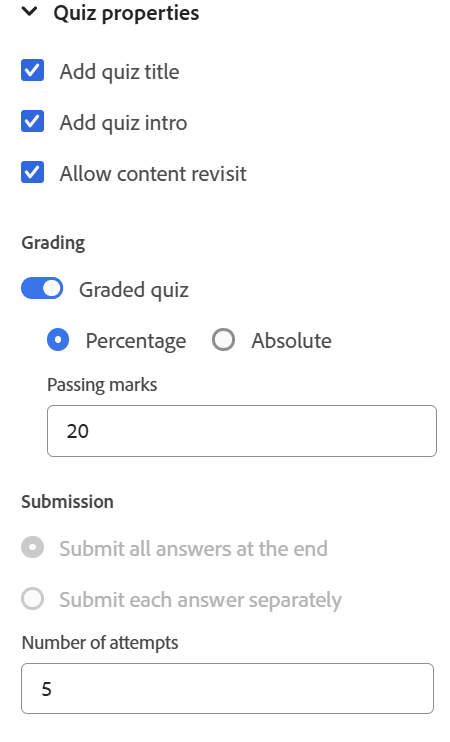 Quiz properties
Add quiz title
Add quiz intro
Allow content revisit
Grading
Graded quiz
Percentage Absolute
Passing marks
20
Submission
Submit all answers at the end
Submit each answer separately
Number of attempts
5